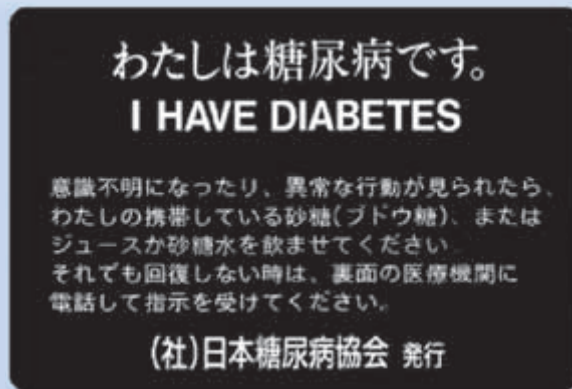 わたしは糖尿病です。
I HAVE DIABETES
意識不明になったり、異常な行動が見られたら、
わたしの携帯している砂糖(ブドウ糖)、または
ジュースか砂糖水を飲ませてください
それでも回復しない時は、裏面の医療機関に
電話して指示を受けてください。
(社)日本糖尿病協会 発行